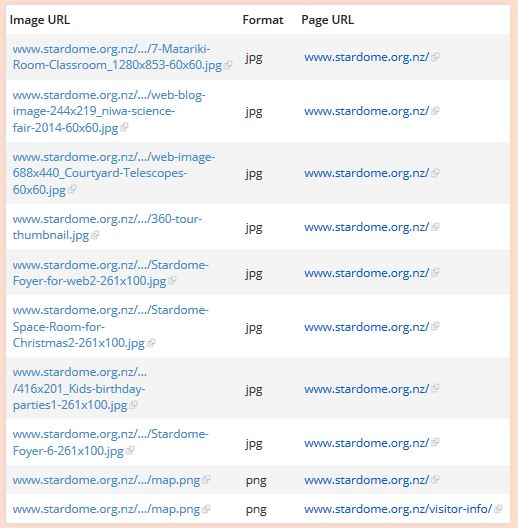 Image URL Format Page URL
www.stardome.org.nz/.../7-Matariki-
Room-Classroom_1280x853-60x60.jpg jpg www.stardome.org.nz/
www.stardome.org.nz/.../web-blog-
image-244x219_niwa-science-
fair-2014-60x60.jpg jpg www.stardome.org.nz/
www.stardome.org.nz/.../web-image-
688x440_Courtyard-Telescopes-
60x60.jpg jpg www.stardome.org.nz/
www.stardome.org.nz/.../360-tour-
thumbnail.jpg jpg www.stardome.org.nz/
www.stardome.org.nz/.../Stardome-
Foyer-for-web2-261x100.jpg jpg www.stardome.org.nz/
www.stardome.org.nz/.../Stardome-
Space-Room-for-
Christmas2-261x100.jpg jpg www.stardome.org.nz/
www.stardome.org.nz/...
/416x201_Kids-birthday-
parties1-261x100.jpg jpg www.stardome.org.nz/
www.stardome.org.nz/.../Stardome-
Foyer-6-261x100.jpg jpg www.stardome.org.nz/
www.stardome.org.nz/.../map.png png www.stardome.org.nz/
www.stardome.org.nz/.../map.png png www.stardome.org.nz/visitor-info/